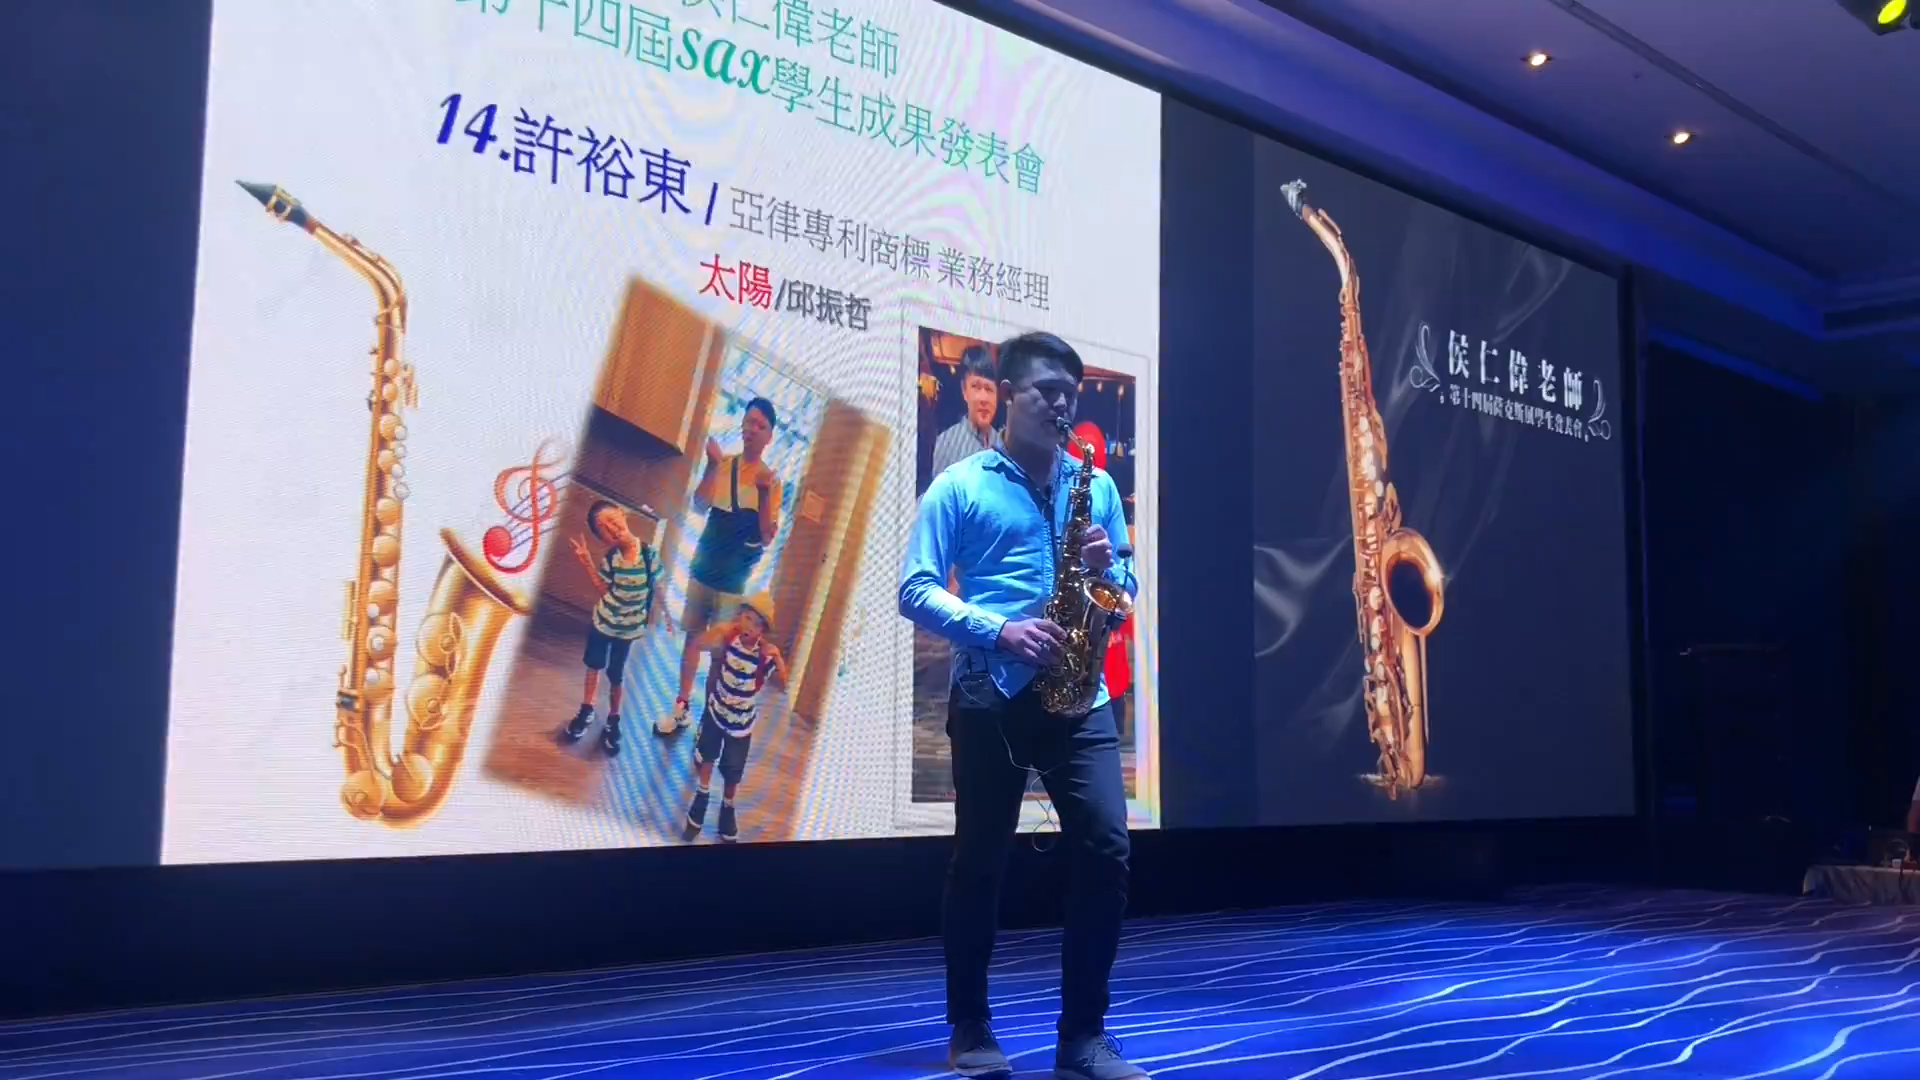 侯仁偉老師
第十四屆sax學生成果發表會
14.許裕東 / 亞律專利商標 業務經理
太陽/邱振哲
侯仁偉老師
第十四屆薩克斯風學生發表會